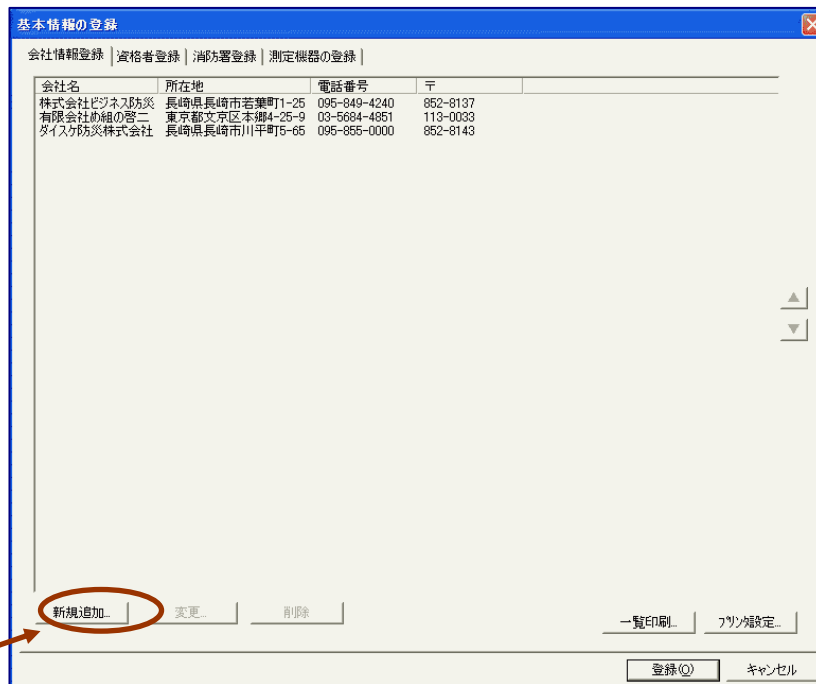 基本情報の登録
会社情報登録 資格者登録 消防署登録 測定機器の登録
会社名 所在地 電話番号 〒
株式会社ビジネス防災 長崎県長崎市若葉町1-25 095-849-4240 852-8137
有限会社め組の啓二 東京都文京区本郷4-25-9 03-5684-4851 113-0033
ダイスケ防災株式会社 長崎県長崎市川平町5-65 095-855-0000 852-8143
新規追加... 変更... 削除
一覧印刷... プリンタ設定...
登録(O) キャンセル